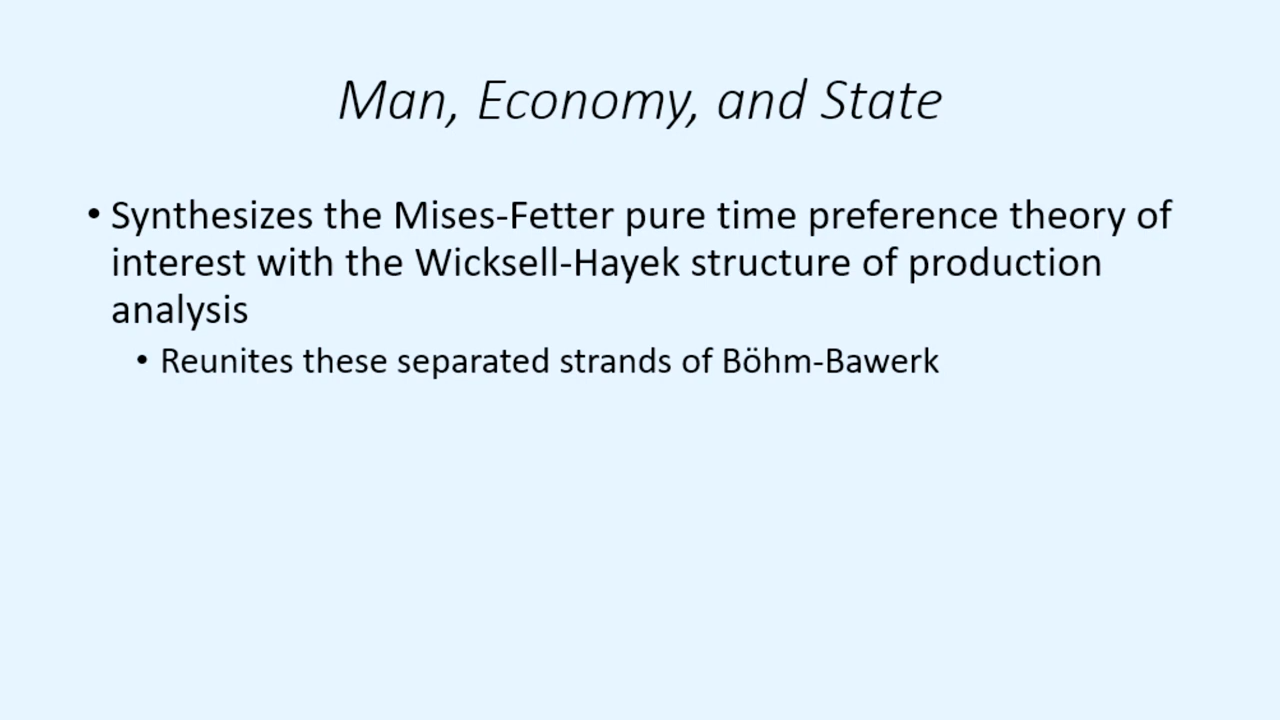 Man, Economy, and State
• Synthesizes the Mises-Fetter pure time preference theory of
interest with the Wicksell-Hayek structure of production
analysis
• Reunites these separated strands of Böhm-Bawerk